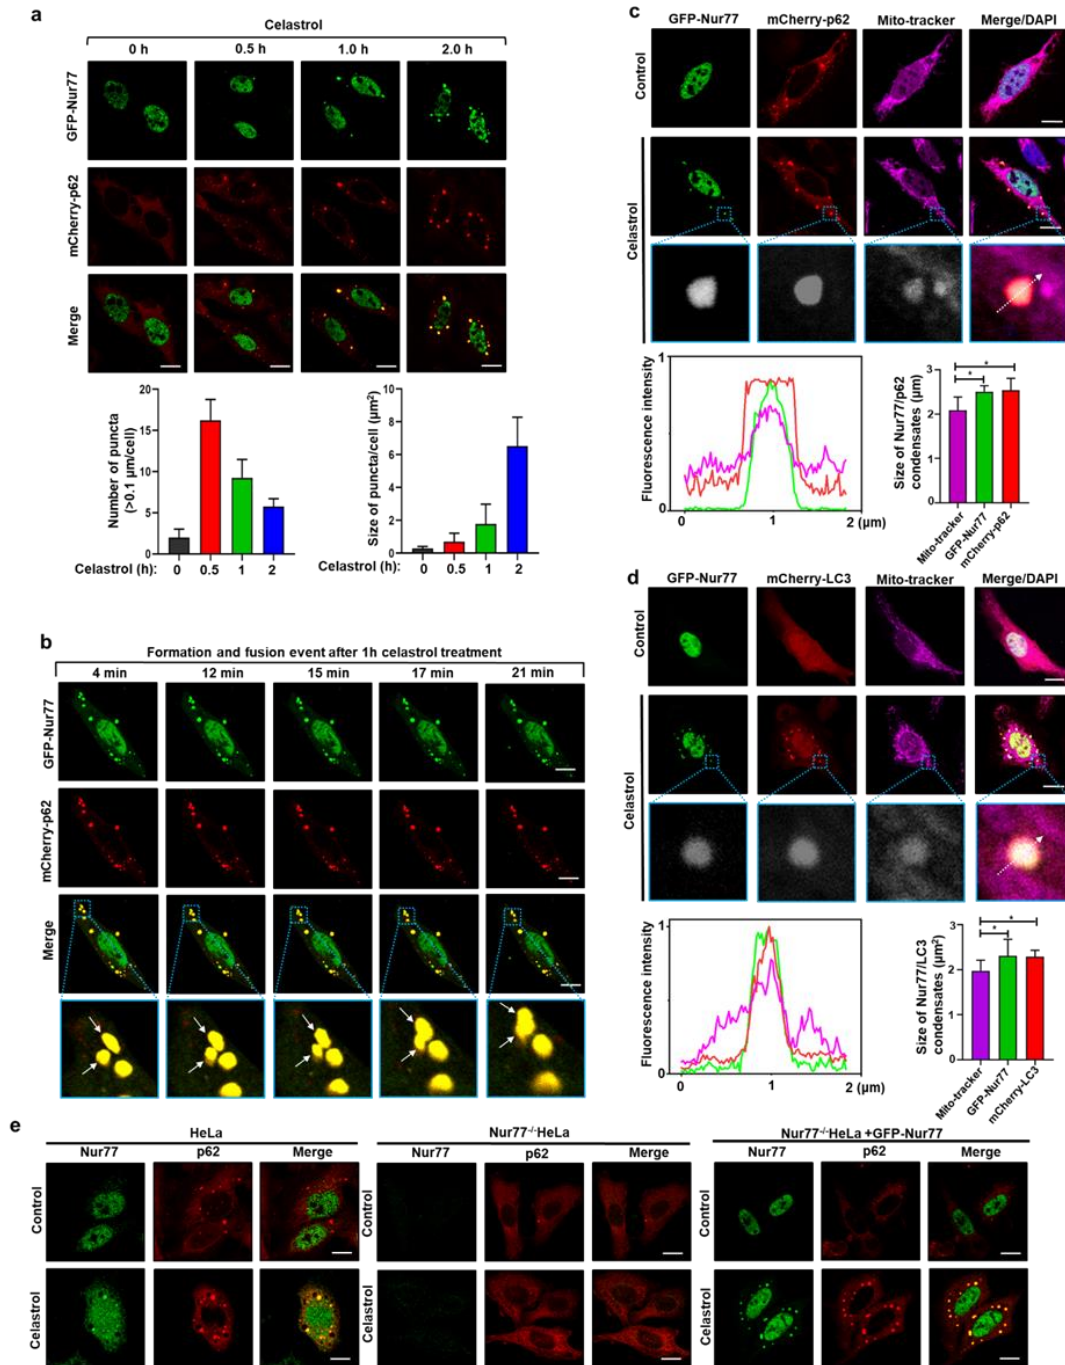 a
Celastrol
0 h 0.5 h 1.0 h 2.0 h
GFP-Nur77
mCherry-p62
Merge
Number of puncta
(>0.1 μm/cell)
20
15
10
5
0
Celastrol (h): 0 0.5 1 2
Size of puncta/cell (μm²)
10
8
6
4
2
0
Celastrol (h): 0 0.5 1 2
b
Formation and fusion event after 1h celastrol treatment
4 min 12 min 15 min 17 min 21 min
GFP-Nur77
mCherry-p62
Merge
c
GFP-Nur77 mCherry-p62 Mito-tracker Merge/DAPI
Control
Celastrol
Fluorescence intensity
1
0
0 1 2 (μm)
Size of Nur77/p62
condensates (μm)
3
2
1
0
* *
Mito-tracker
GFP-Nur77
mCherry-p62
d
GFP-Nur77 mCherry-LC3 Mito-tracker Merge/DAPI
Control
Celastrol
Fluorescence intensity
1
0
0 1 2 (μm)
Size of Nur77/LC3
condensates (μm²)
3
2
1
0
* *
Mito-tracker
GFP-Nur77
mCherry-LC3
e
HeLa
Nur77 p62 Merge
Control
Celastrol
Nur77⁻/⁻HeLa
Nur77 p62 Merge
Control
Celastrol
Nur77⁻/⁻HeLa +GFP-Nur77
Nur77 p62 Merge
Control
Celastrol